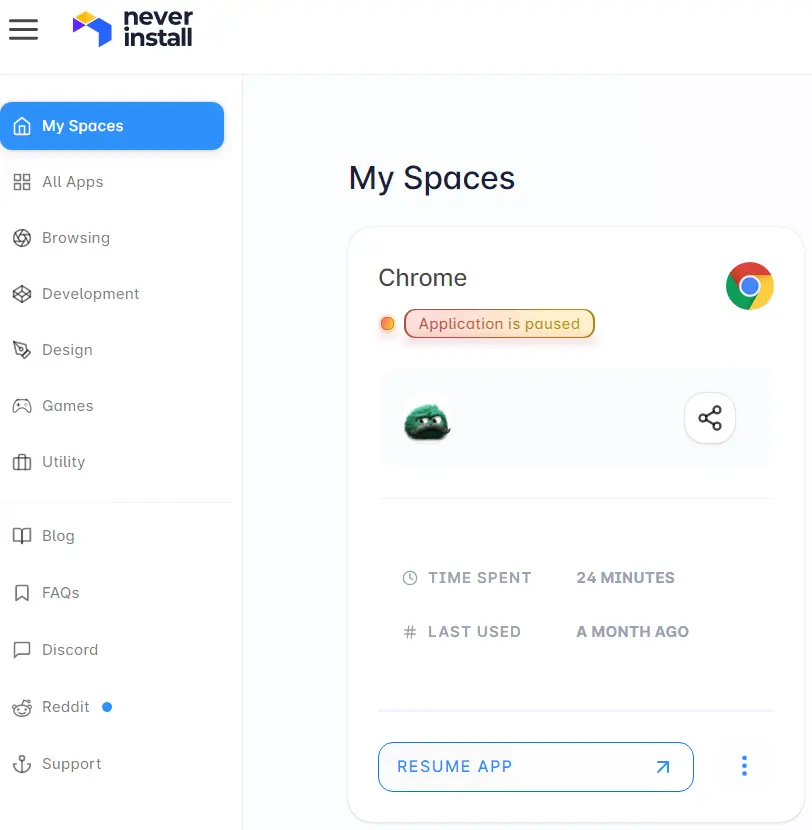 never
install
My Spaces
All Apps
Browsing
Development
Design
Games
Utility
Blog
FAQs
Discord
Reddit
Support
My Spaces
Chrome
Application is paused
TIME SPENT 24 MINUTES
# LAST USED A MONTH AGO
RESUME APP